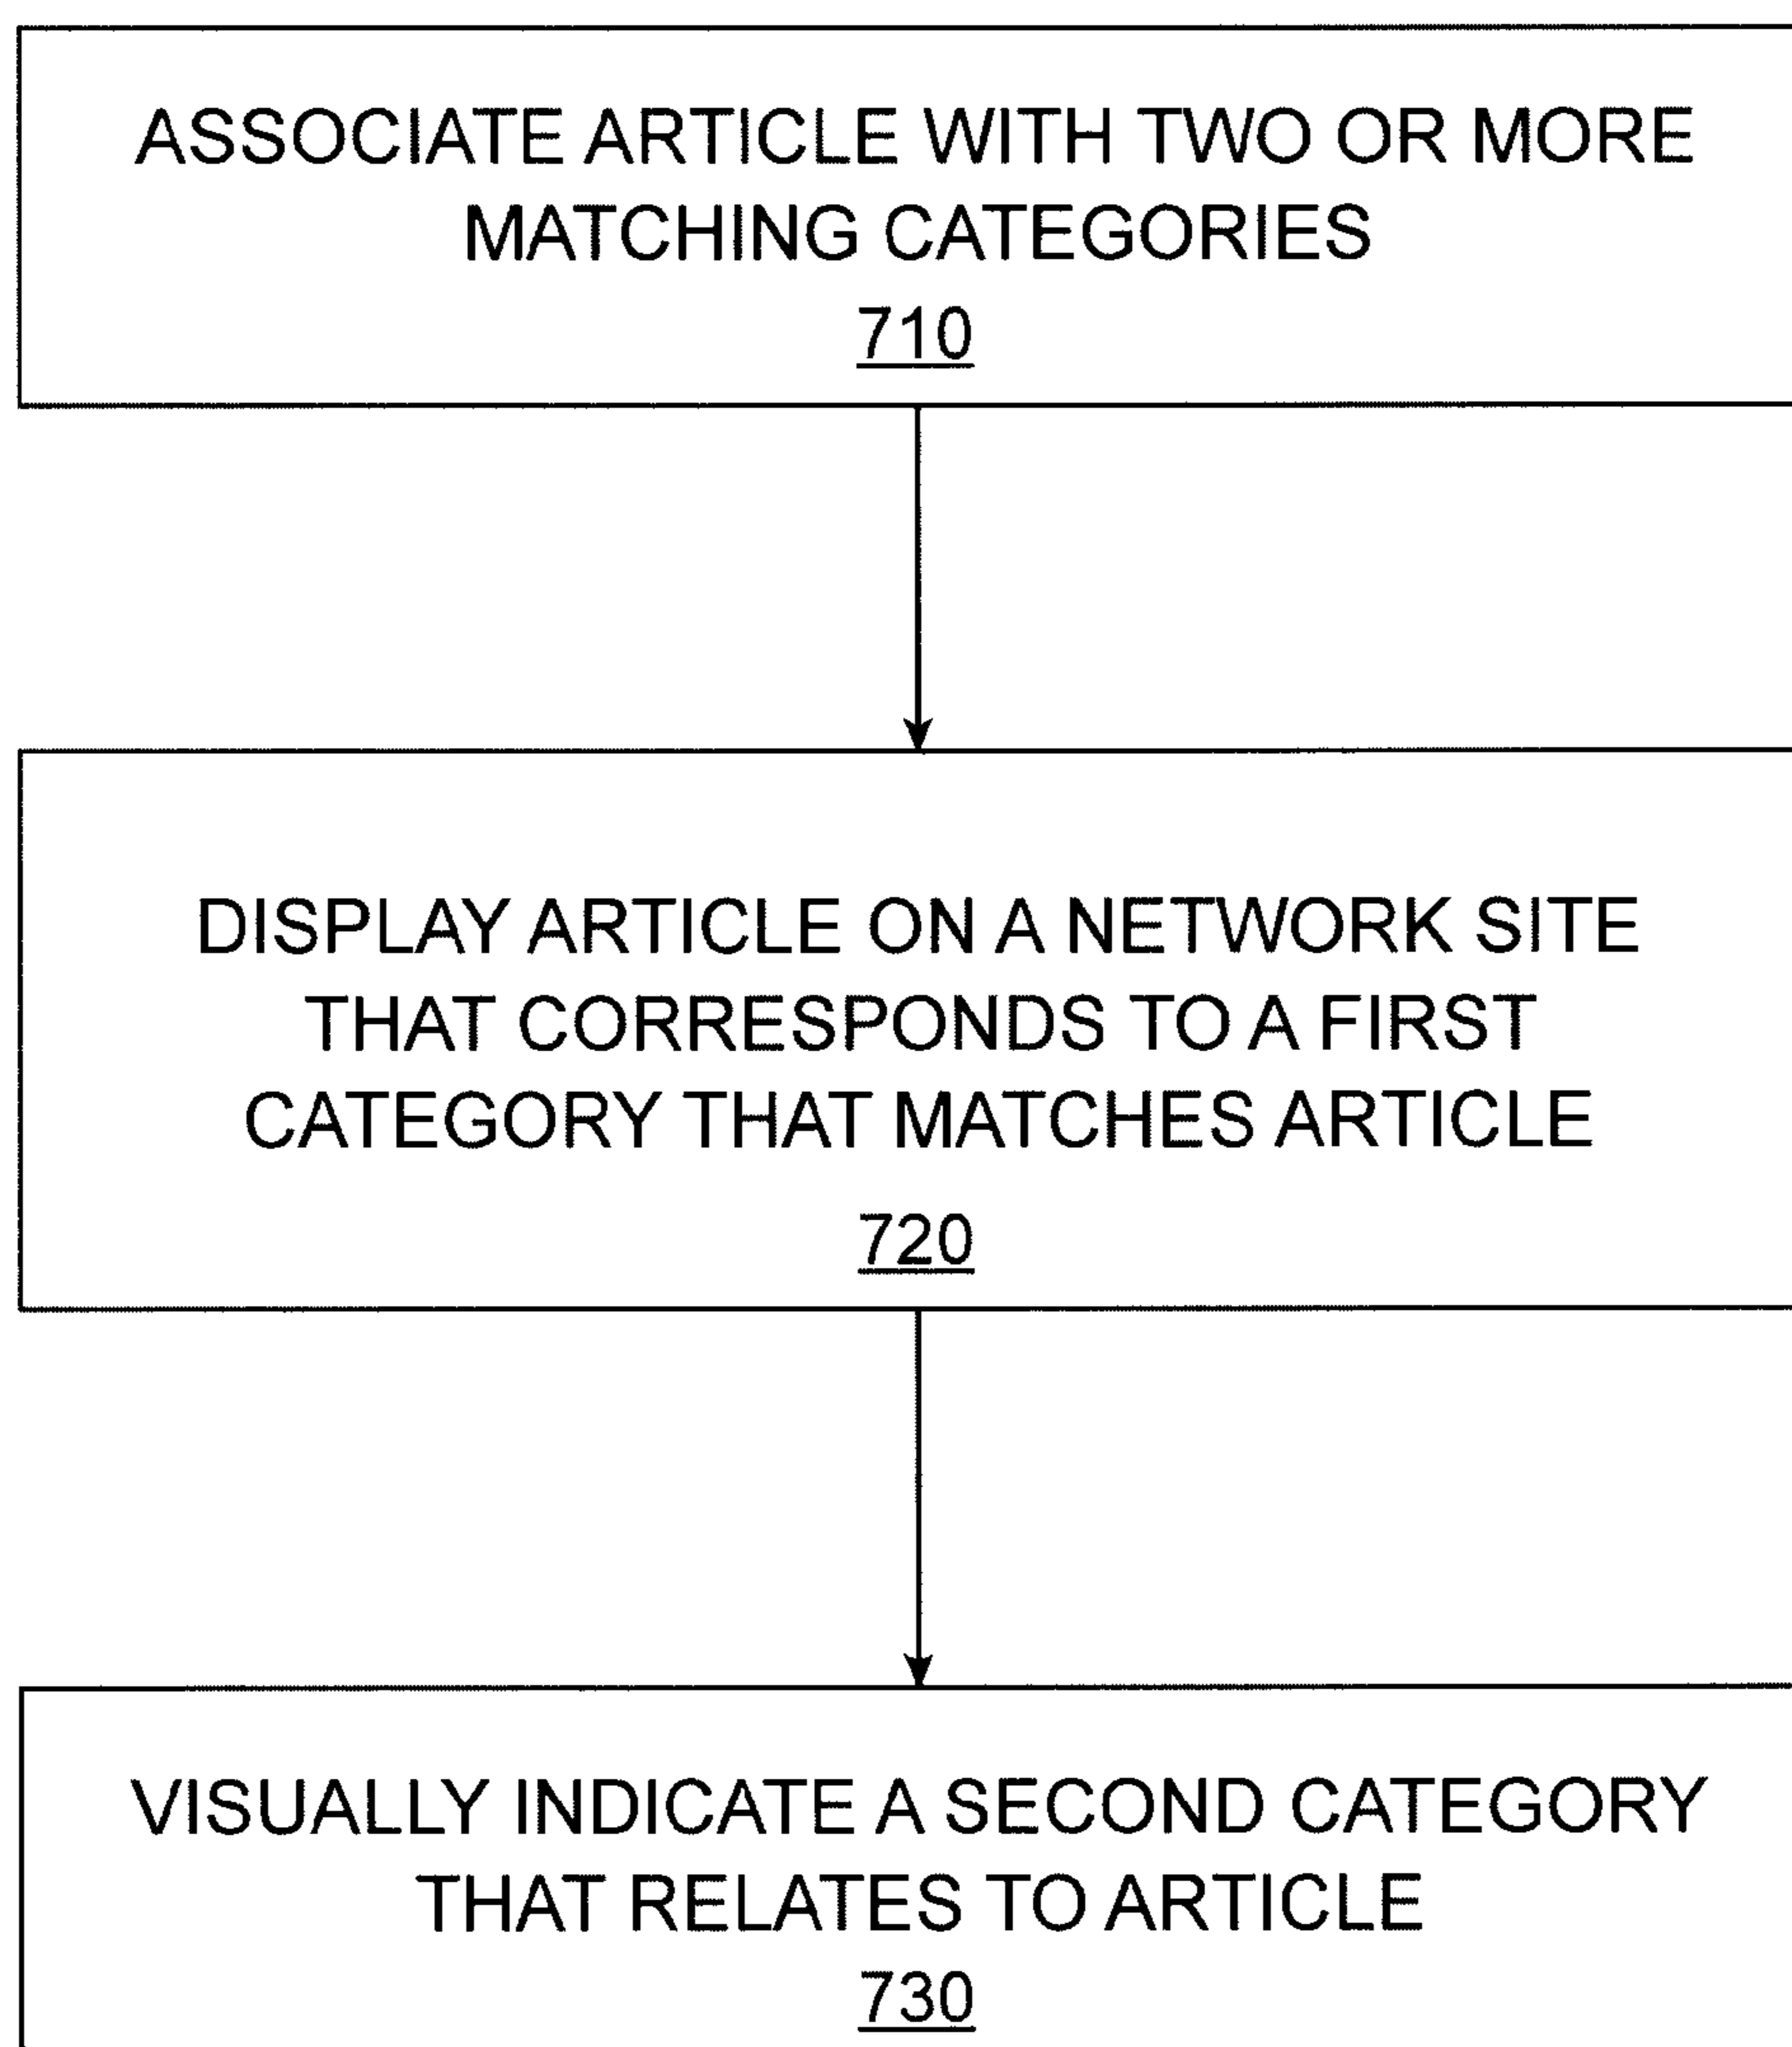 ASSOCIATE ARTICLE WITH TWO OR MORE
MATCHING CATEGORIES
710
DISPLAY ARTICLE ON A NETWORK SITE
THAT CORRESPONDS TO A FIRST
CATEGORY THAT MATCHES ARTICLE
720
VISUALLY INDICATE A SECOND CATEGORY
THAT RELATES TO ARTICLE
730